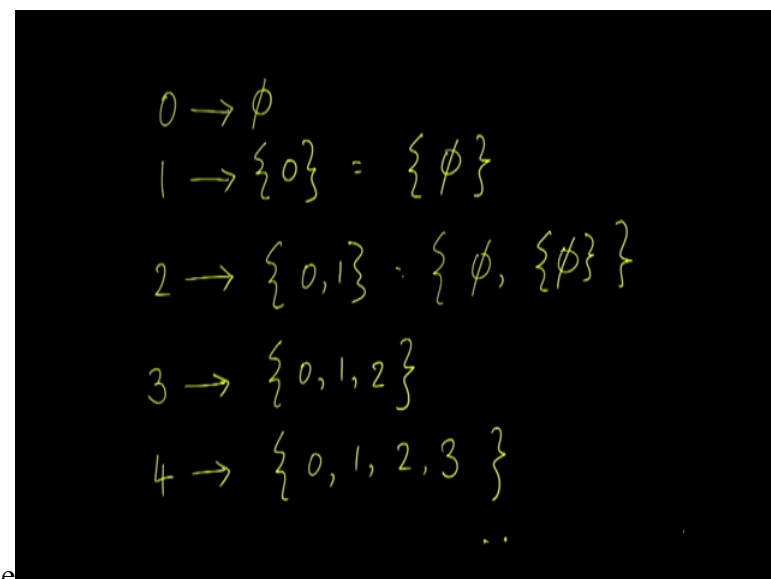 0 → ϕ
1 → {0} = {ϕ}
2 → {0,1} = {ϕ, {ϕ}}
3 → {0,1,2}
4 → {0,1,2,3}
..
e